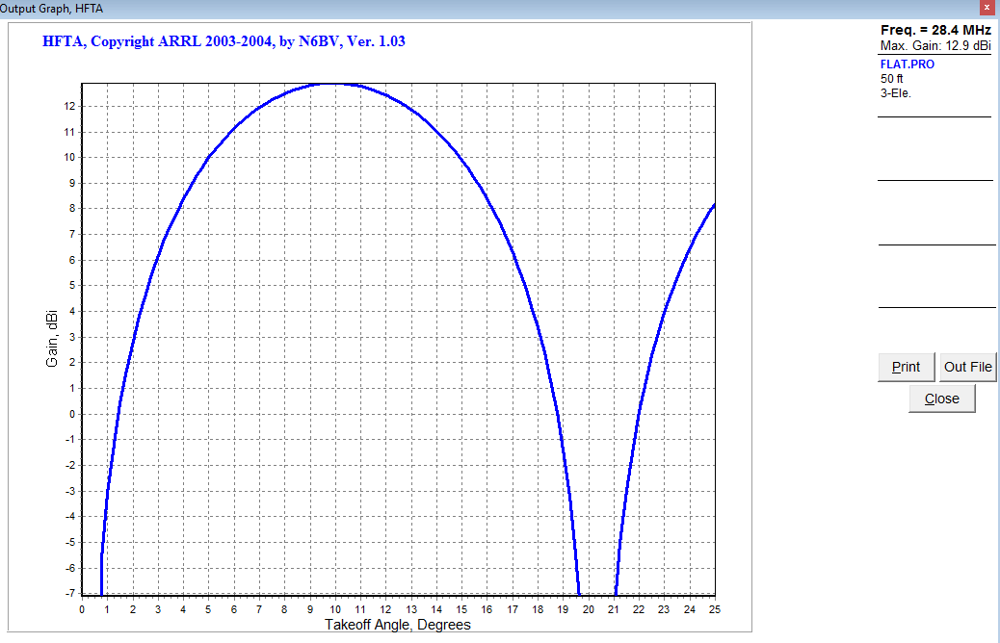 Output Graph, HFTA
x
HFTA, Copyright ARRL 2003-2004, by N6BV, Ver. 1.03
Freq. = 28.4 MHz
Max. Gain: 12.9 dBi
FLAT.PRO
50 ft
3-Ele.
12
11
10
9
8
7
6
5
4
3
2
1
0
-1
-2
-3
-4
-5
-6
-7
Gain, dBi
0 1 2 3 4 5 6 7 8 9 10 11 12 13 14 15 16 17 18 19 20 21 22 23 24 25
Takeoff Angle, Degrees
Print Out File
Close